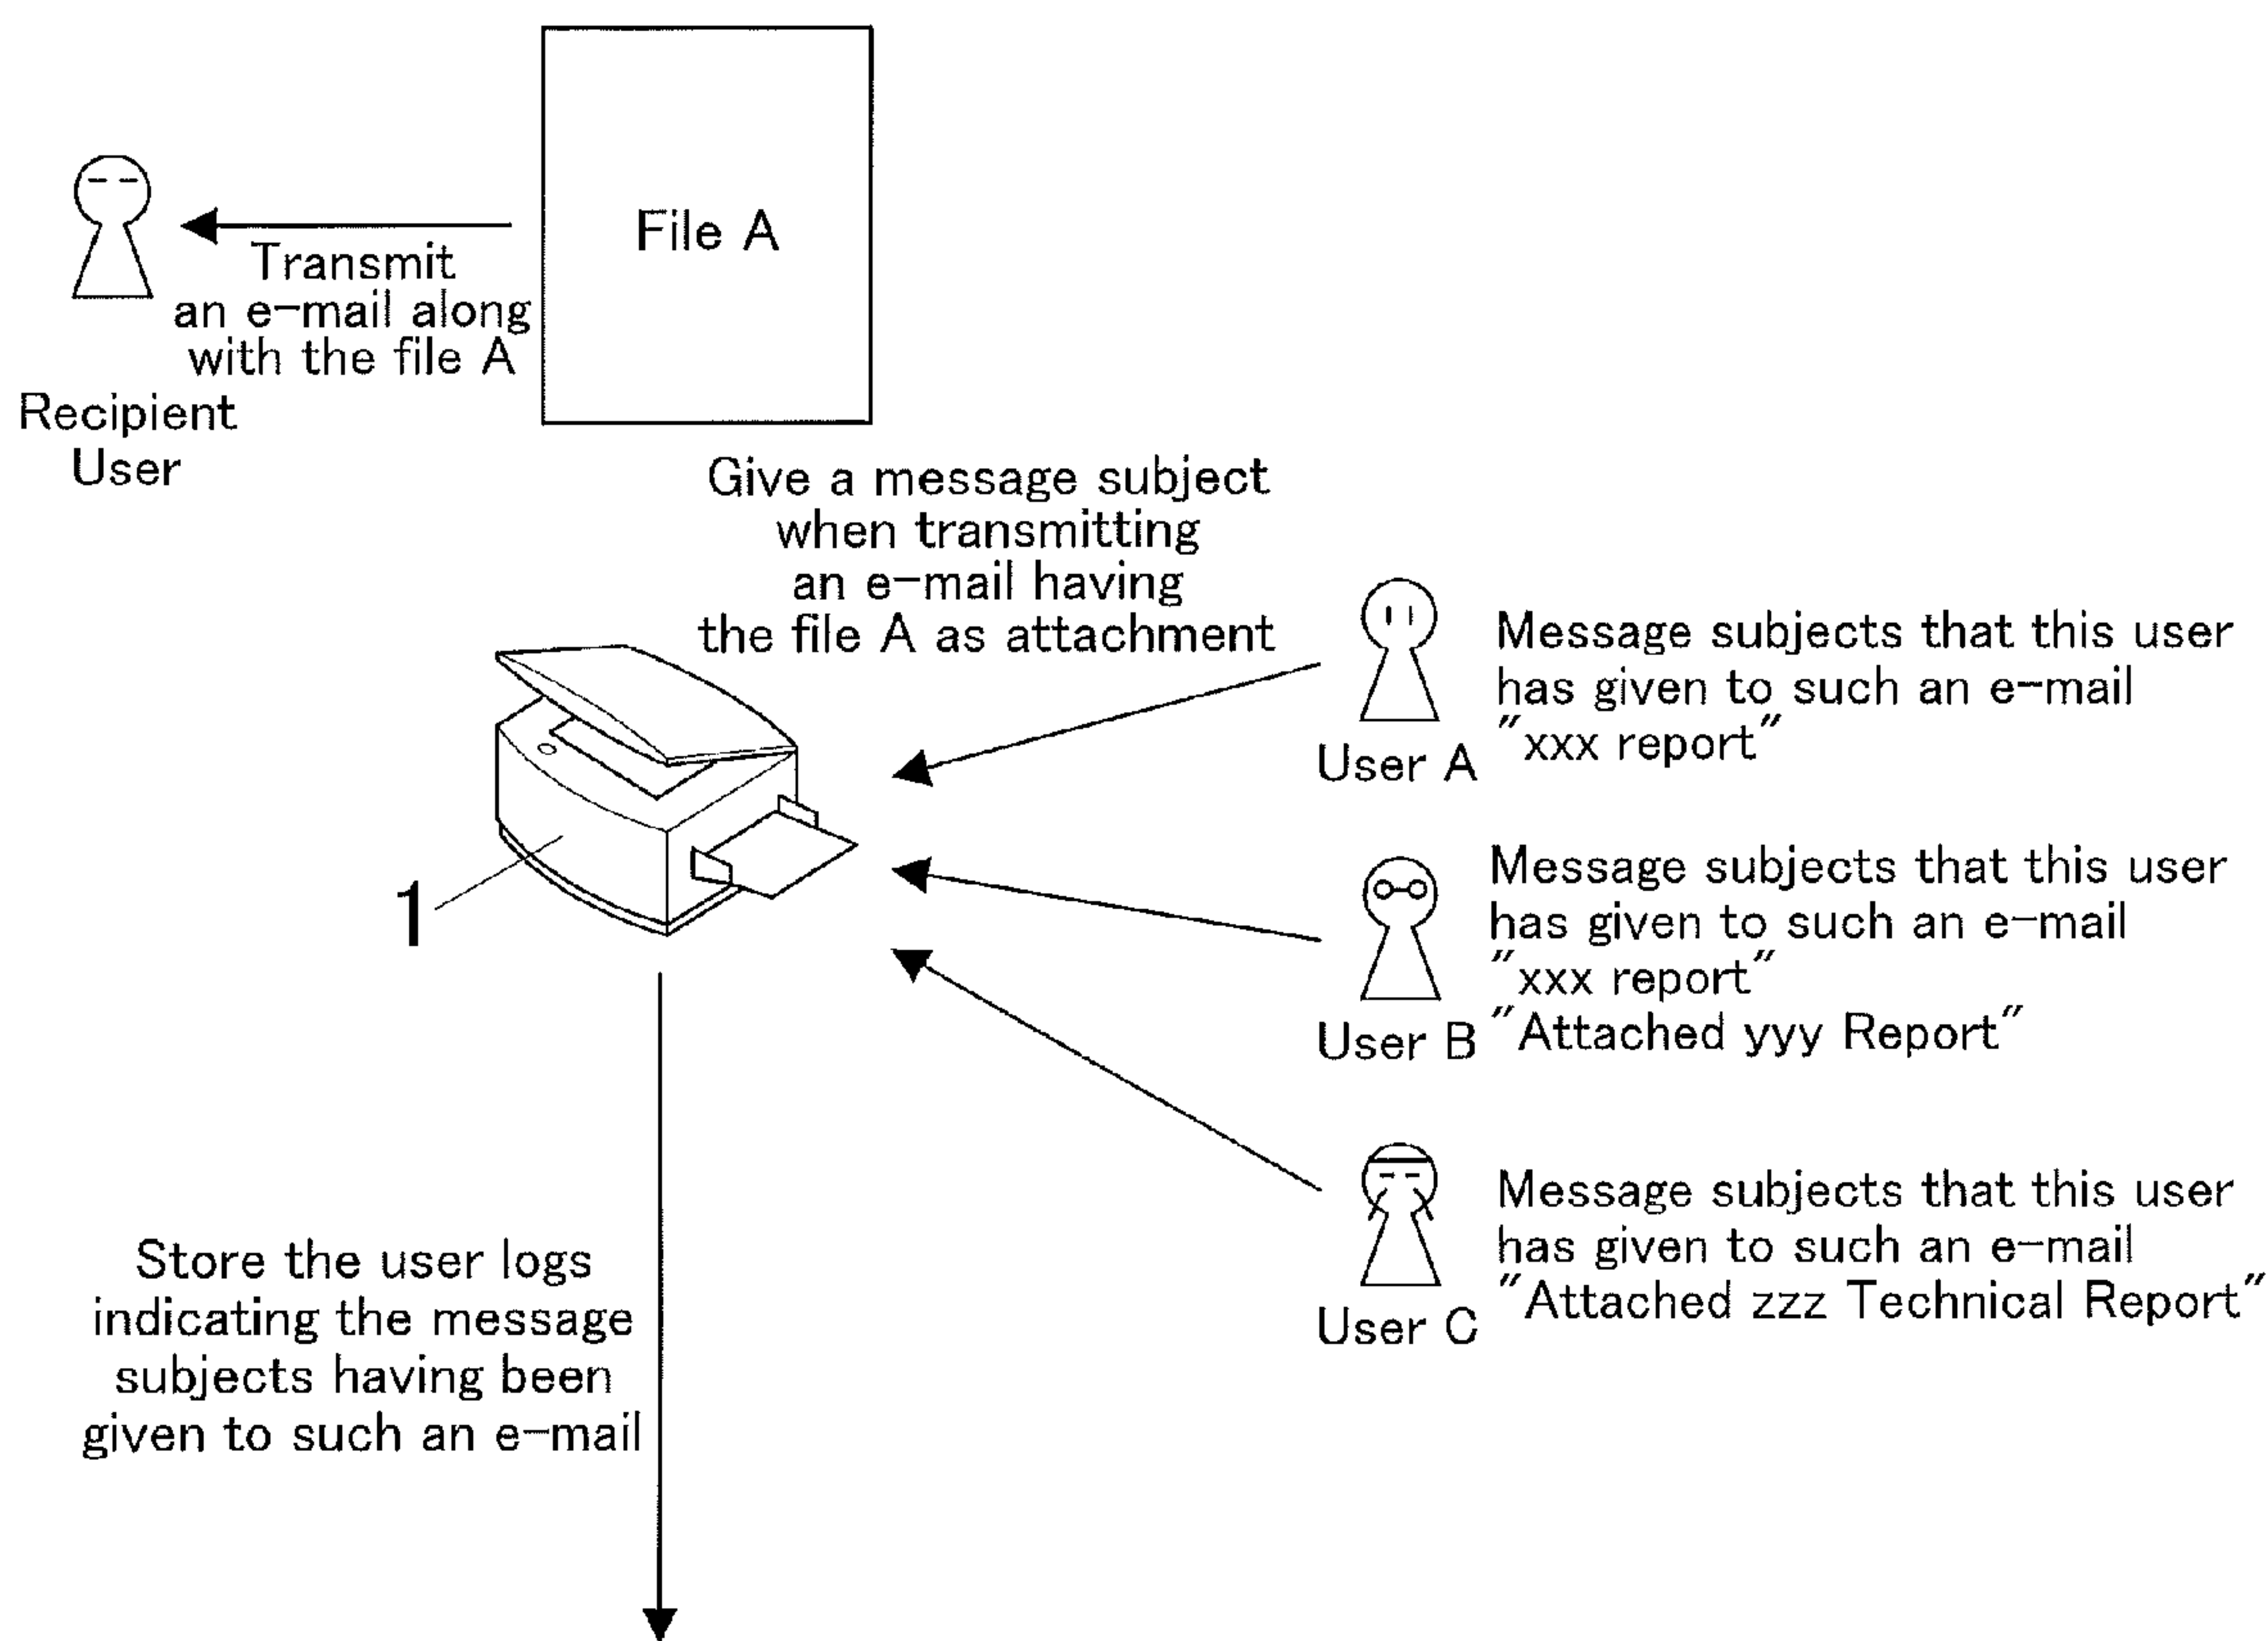 File A
Transmit
an e-mail along
with the file A
Recipient
User
Give a message subject
when transmitting
an e-mail having
the file A as attachment
Message subjects that this user
has given to such an e-mail
"xxx report"
User A
1
Message subjects that this user
has given to such an e-mail
"xxx report"
"Attached yyy Report"
User B
Message subjects that this user
has given to such an e-mail
"Attached zzz Technical Report"
User C
Store the user logs
indicating the message
subjects having been
given to such an e-mail